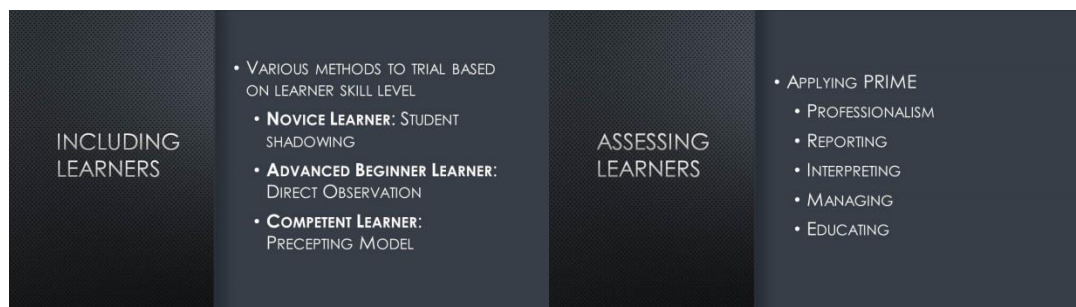 INCLUDING
LEARNERS
• VARIOUS METHODS TO TRIAL BASED
ON LEARNER SKILL LEVEL
• NOVICE LEARNER: STUDENT
SHADOWING
• ADVANCED BEGINNER LEARNER:
DIRECT OBSERVATION
• COMPETENT LEARNER:
PRECEPTING MODEL
ASSESSING
LEARNERS
• APPLYING PRIME
• PROFESSIONALISM
• REPORTING
• INTERPRETING
• MANAGING
• EDUCATING